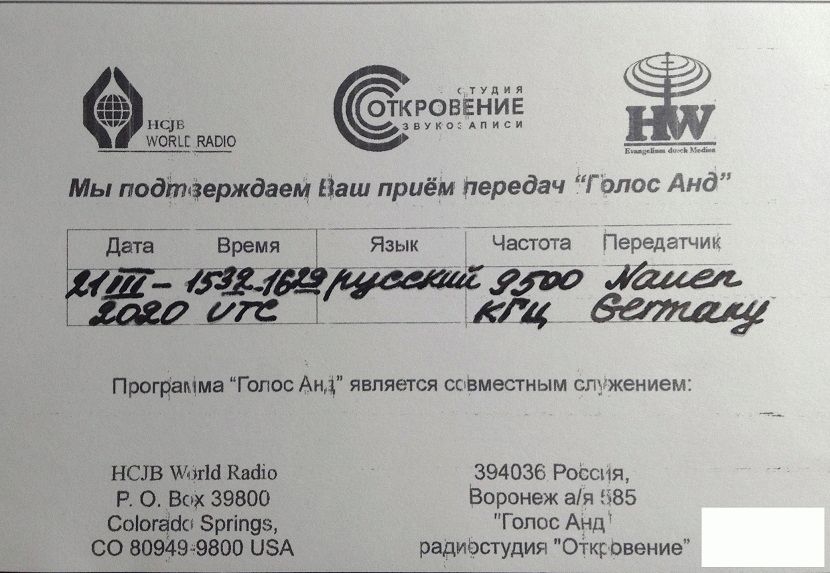 HCJB
WORLD RADIO
СТУДИЯ
ОТКРОВЕНИЕ
ЗВУКОЗАПИСИ
HW
Evangelium durch Medien
Мы подтверждаем Ваш приём передач “Голос Анд”
Дата Время Язык Частота Передатчик
21 III - 1532-1629 русский 9500 Nauen
2020 UTC кГц Germany
Программа “Голос Анд” является совместным служением:
HCJB World Radio
P. O. Box 39800
Colorado Springs,
CO 80949-9800 USA
394036 Россия,
Воронеж а/я 585
"Голос Анд"
радиостудия "Откровение"